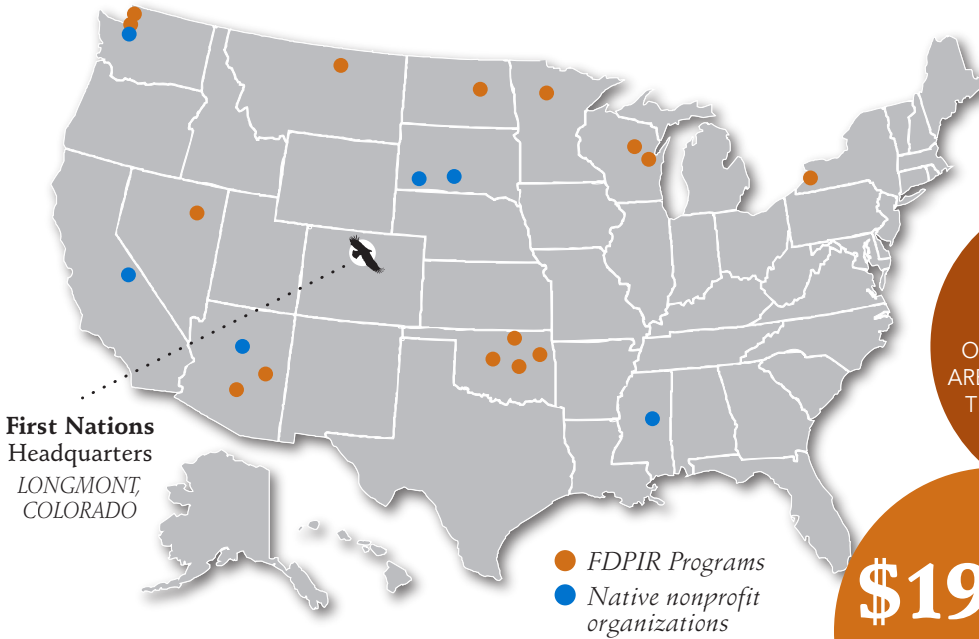 First Nations
Headquarters
LONGMONT,
COLORADO
FDPIR Programs
Native nonprofit
organizations
$19